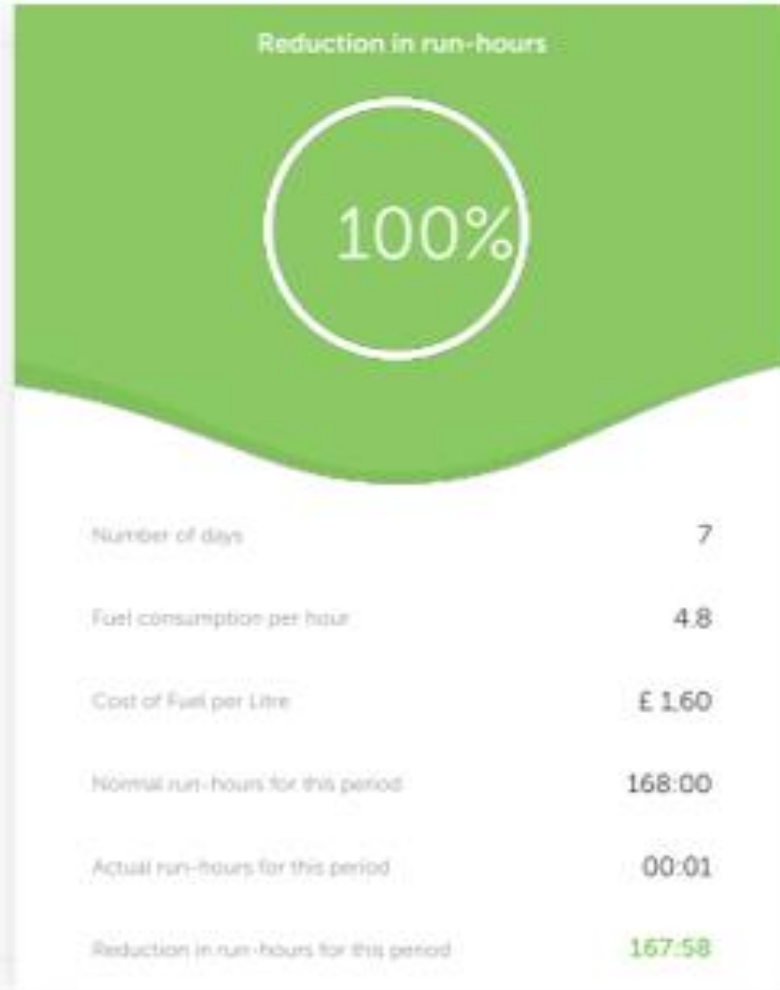 Reduction in run-hours
100%
Number of days 7
Fuel consumption per hour 4.8
Cost of Fuel per Litre £ 1.60
Normal run-hours for this period 168:00
Actual run-hours for this period 00:01
Reduction in run-hours for this period 167:58